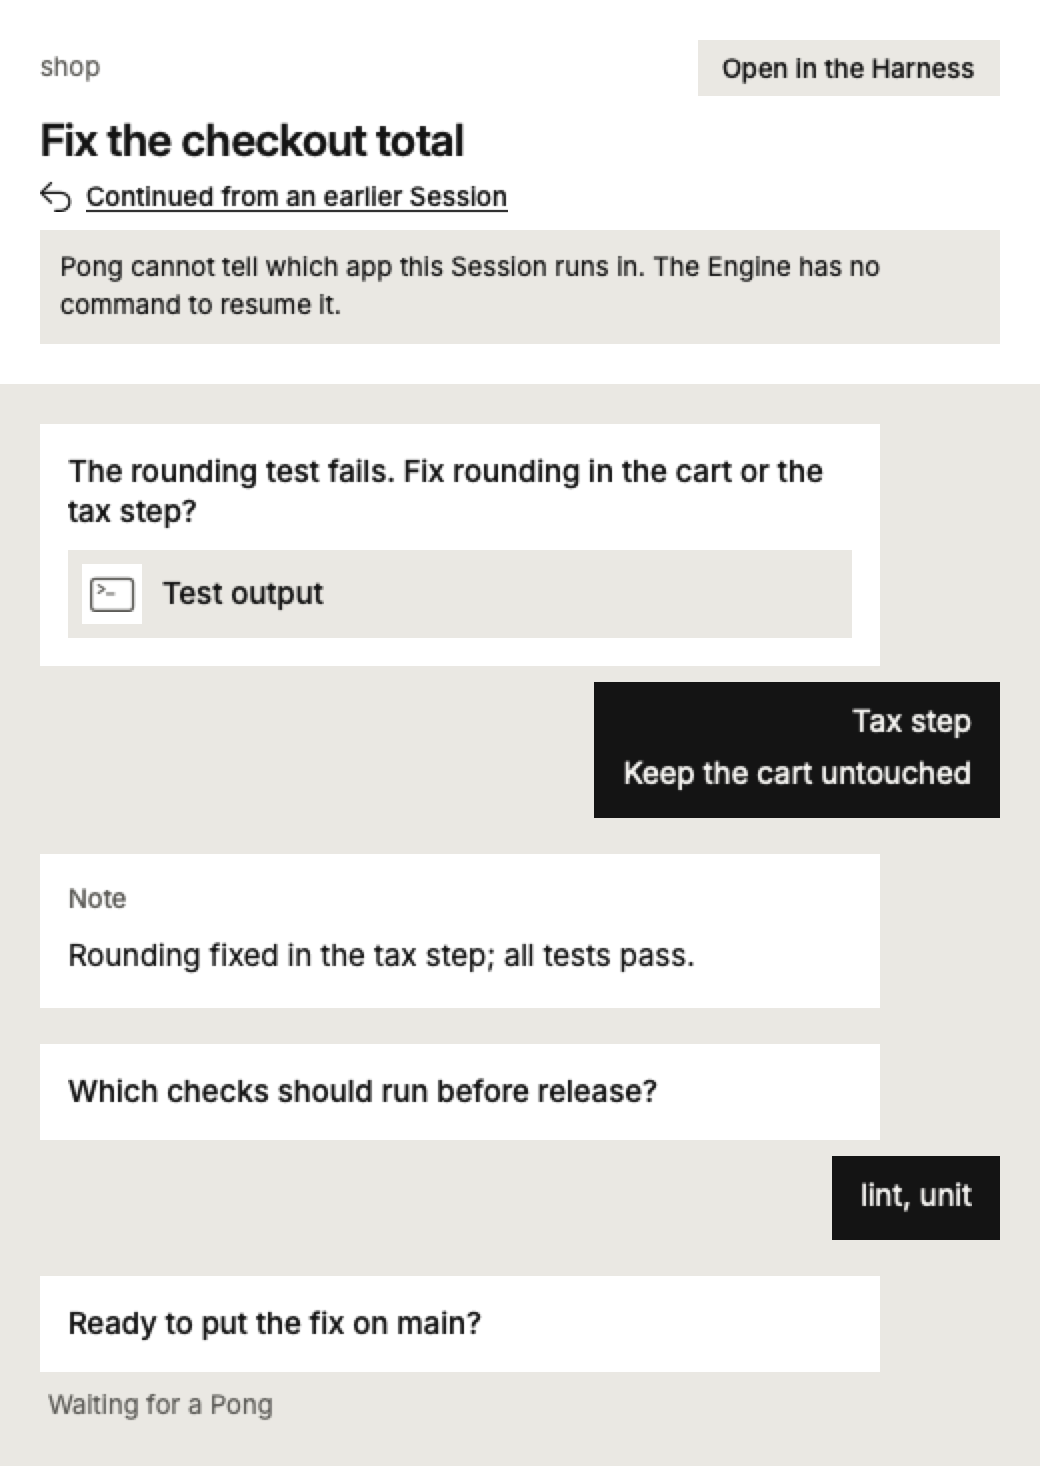 shop
Open in the Harness
Fix the checkout total
Continued from an earlier Session
Pong cannot tell which app this Session runs in. The Engine has no
command to resume it.
The rounding test fails. Fix rounding in the cart or the
tax step?
>_
Test output
Tax step
Keep the cart untouched
Note
Rounding fixed in the tax step; all tests pass.
Which checks should run before release?
lint, unit
Ready to put the fix on main?
Waiting for a Pong